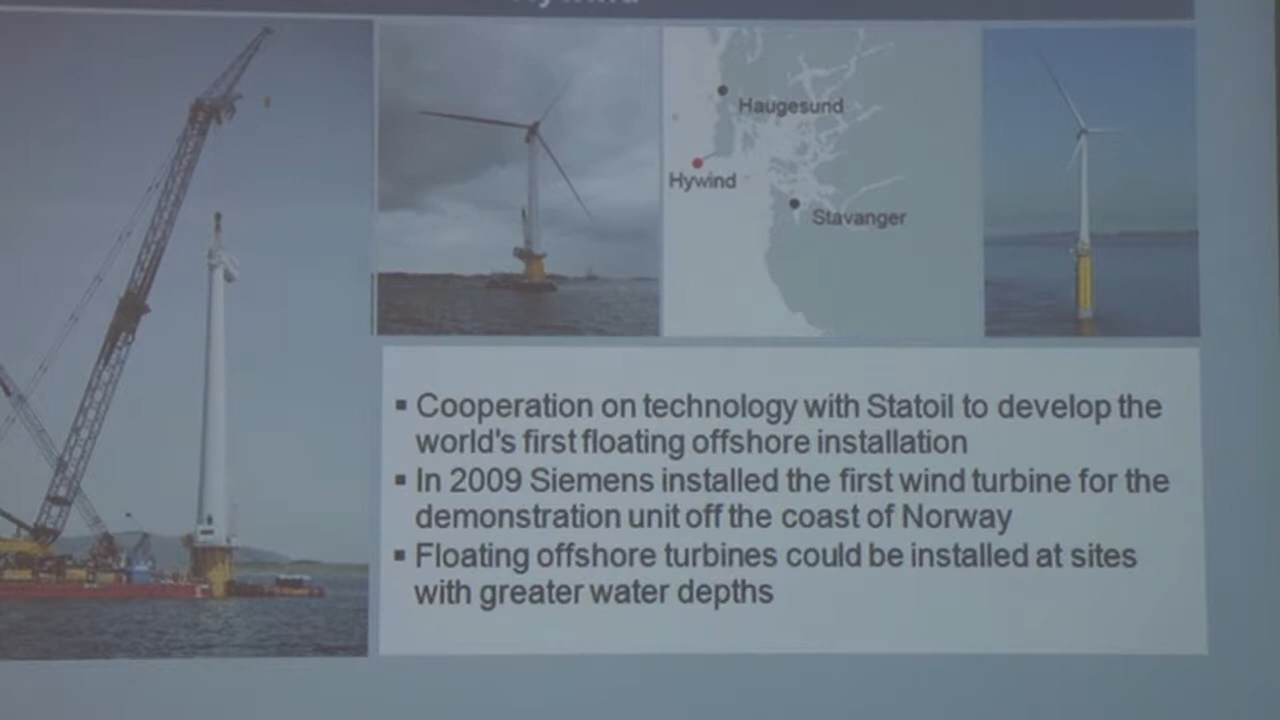 Hywind
Haugesund
Hywind
Stavanger
▪ Cooperation on technology with Statoil to develop the
world's first floating offshore installation
▪ In 2009 Siemens installed the first wind turbine for the
demonstration unit off the coast of Norway
▪ Floating offshore turbines could be installed at sites
with greater water depths